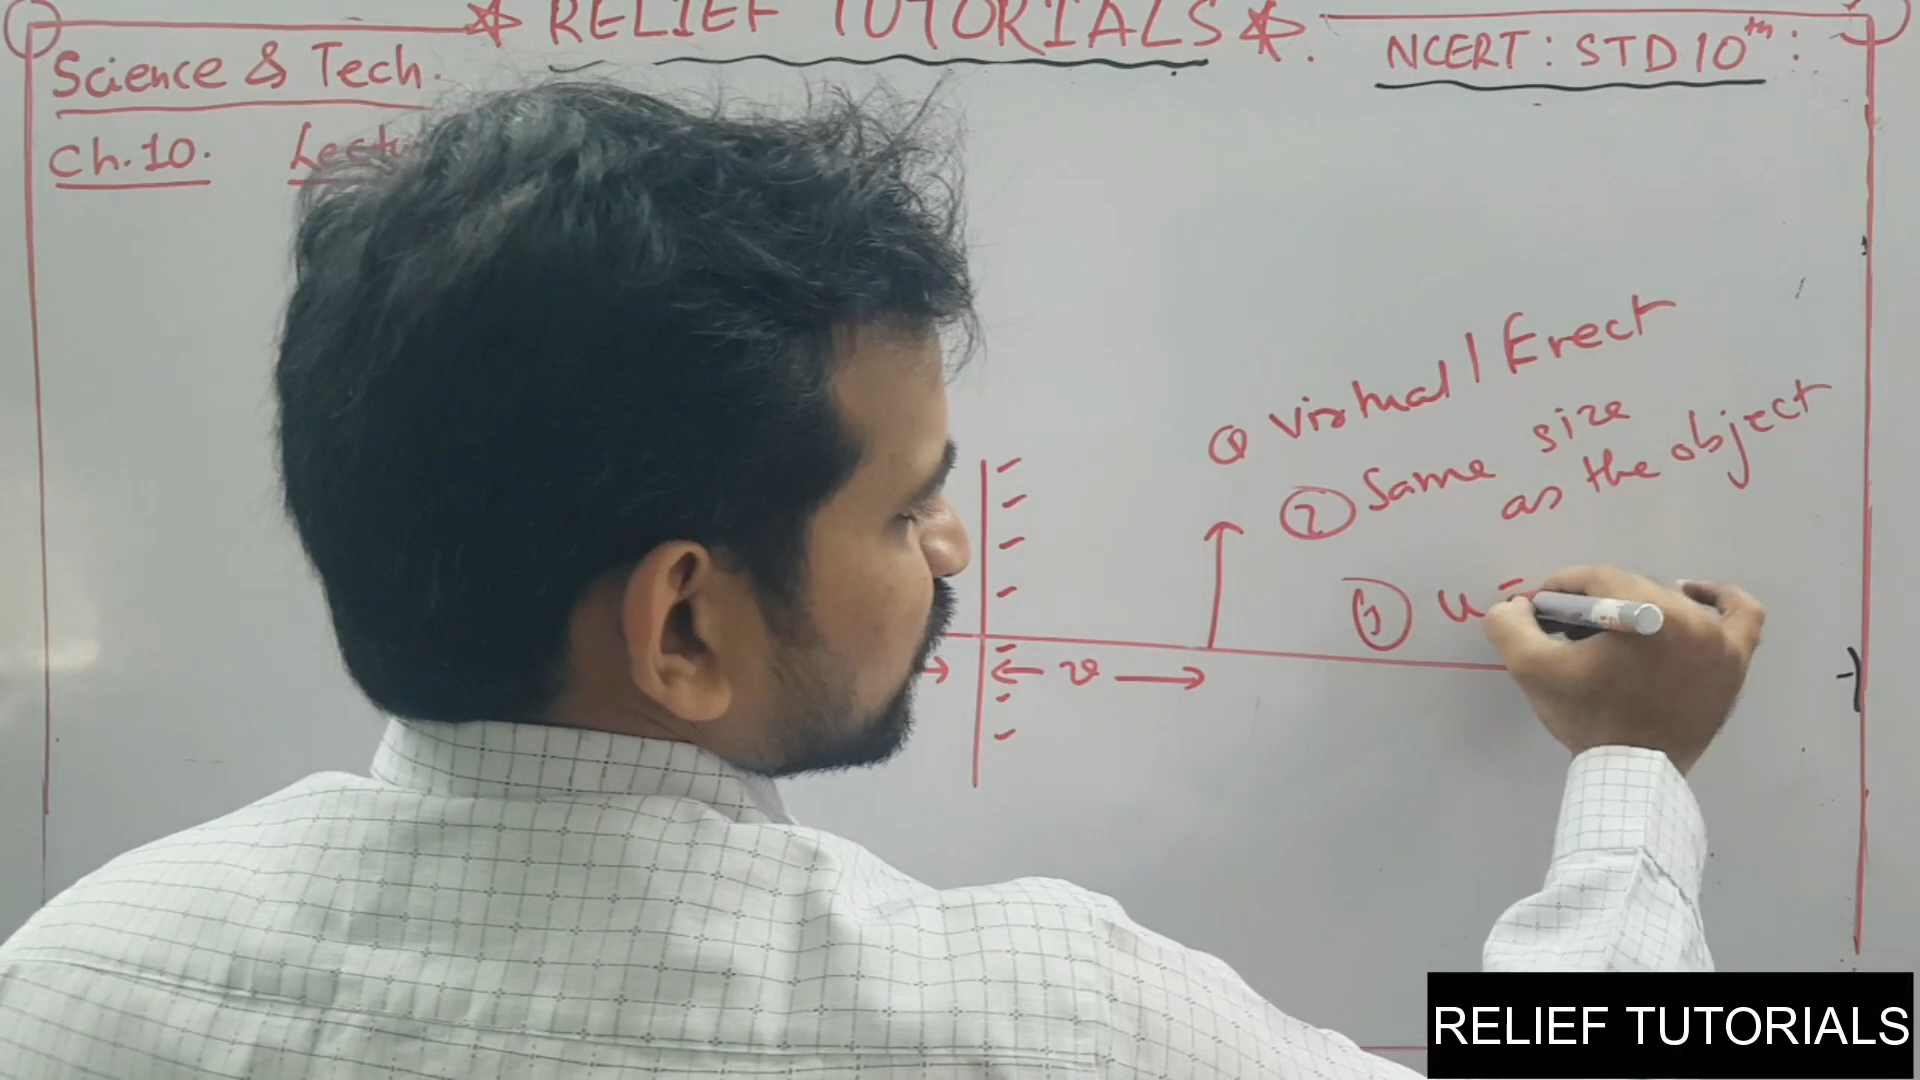 RELIEF TUTORIALS
NCERT : STD 10th :
Science & Tech.
Ch.10.
① Virtual / Erect
② Same size
as the object
③ u =
v
RELIEF TUTORIALS